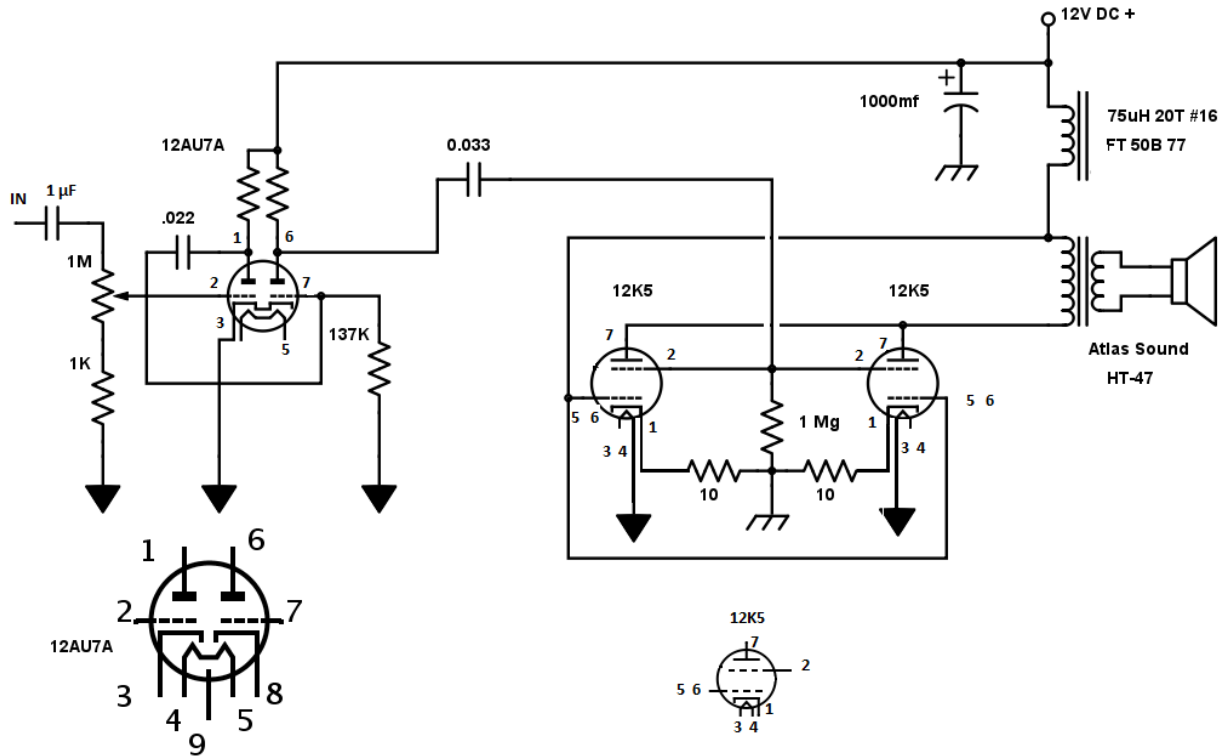 12V DC +
1000mf
75uH 20T #16
FT 50B 77
12AU7A
0.033
IN
1 µF
.022
1
6
1M
2
7
3
5
137K
1K
12K5
12K5
7
7
2
2
5 6
1
1
5 6
3 4
3 4
1 Mg
10
10
Atlas Sound
HT-47
1
6
2
7
12AU7A
3
4
5
8
9
12K5
7
2
5 6
1
3 4